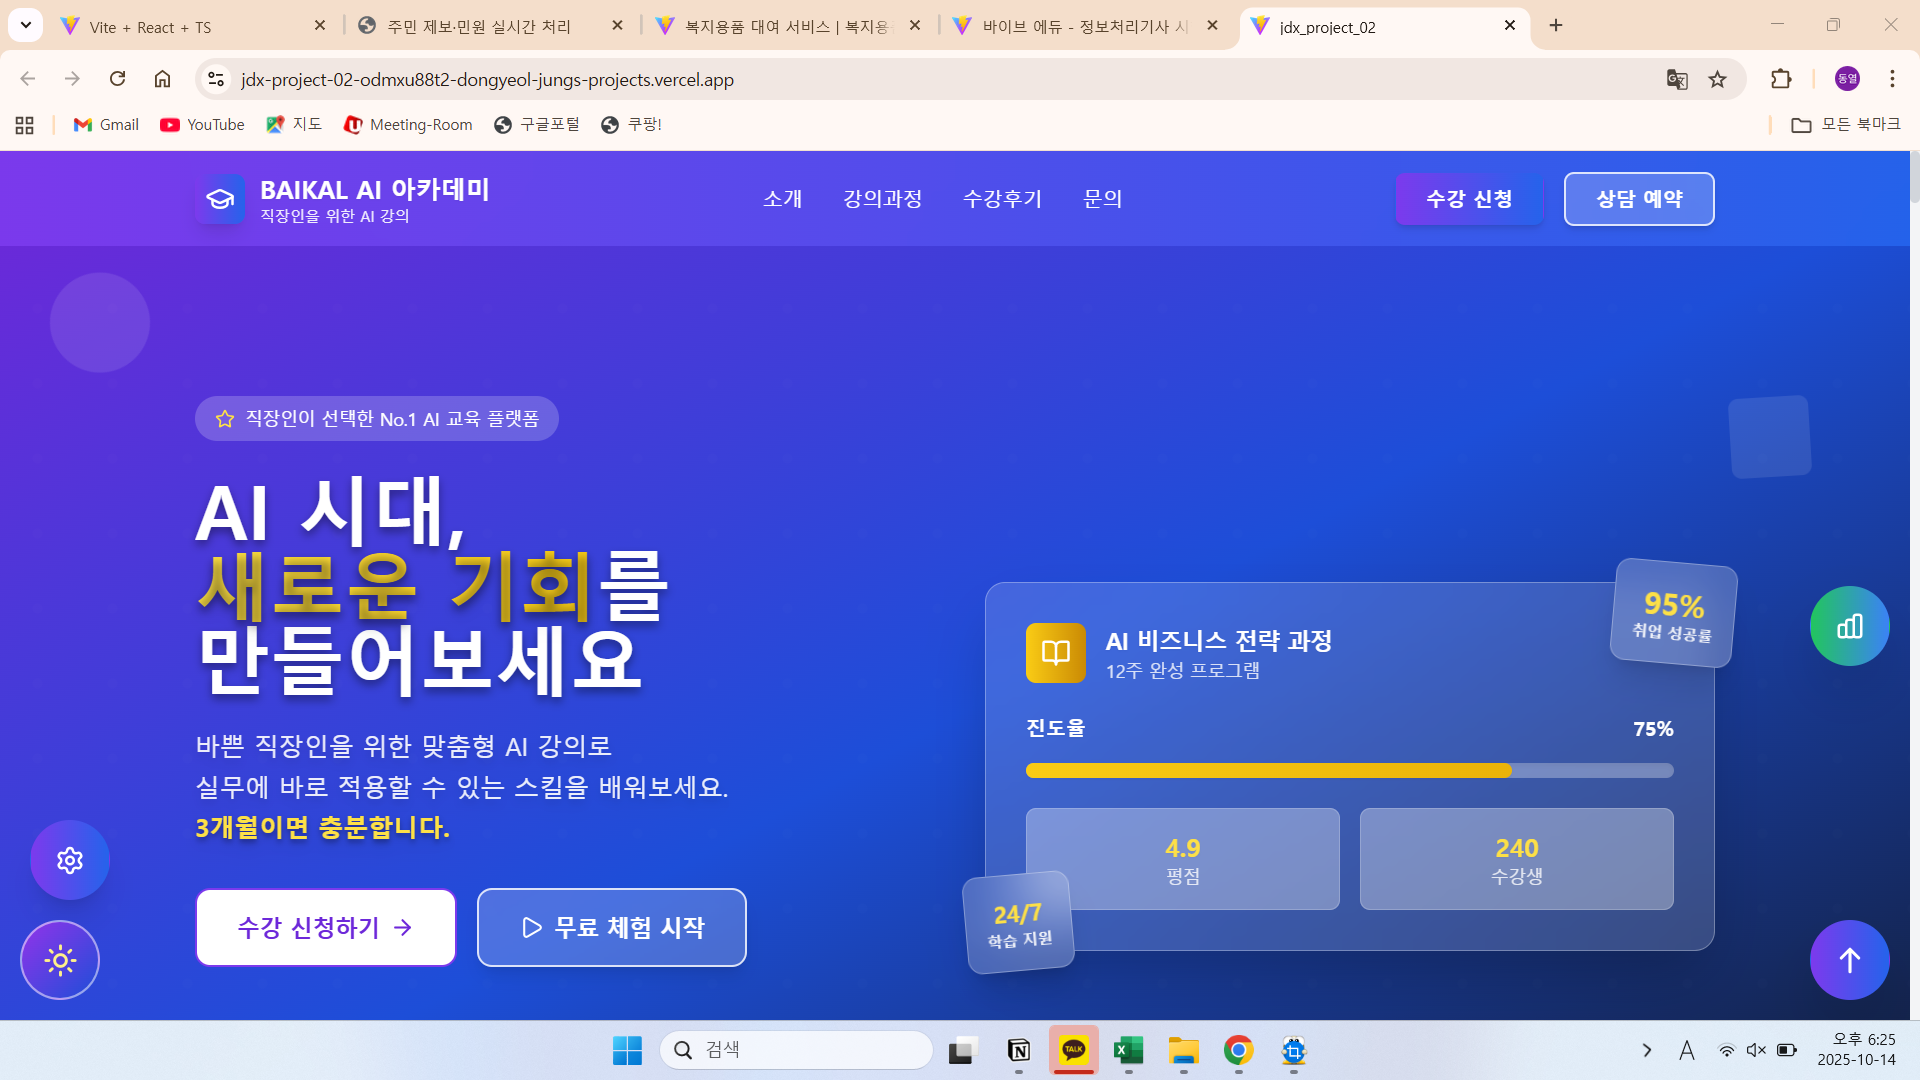 Vite + React + TS
주민 제보·민원 실시간 처리
복지용품 대여 서비스 | 복지용
바이브 에듀 - 정보처리기사 시
jdx_project_02
jdx-project-02-odmxu88t2-dongyeol-jungs-projects.vercel.app
동열
Gmail
YouTube
지도
Meeting-Room
구글포털
쿠팡!
모든 북마크
BAIKAL AI 아카데미
직장인을 위한 AI 강의
소개
강의과정
수강후기
문의
수강 신청
상담 예약
직장인이 선택한 No.1 AI 교육 플랫폼
AI 시대,
새로운 기회를
만들어보세요
바쁜 직장인을 위한 맞춤형 AI 강의로
실무에 바로 적용할 수 있는 스킬을 배워보세요.
3개월이면 충분합니다.
수강 신청하기
무료 체험 시작
95%
취업 성공률
AI 비즈니스 전략 과정
12주 완성 프로그램
진도율
75%
4.9
평점
240
수강생
24/7
학습 지원
검색
TALK
A
오후 6:25
2025-10-14